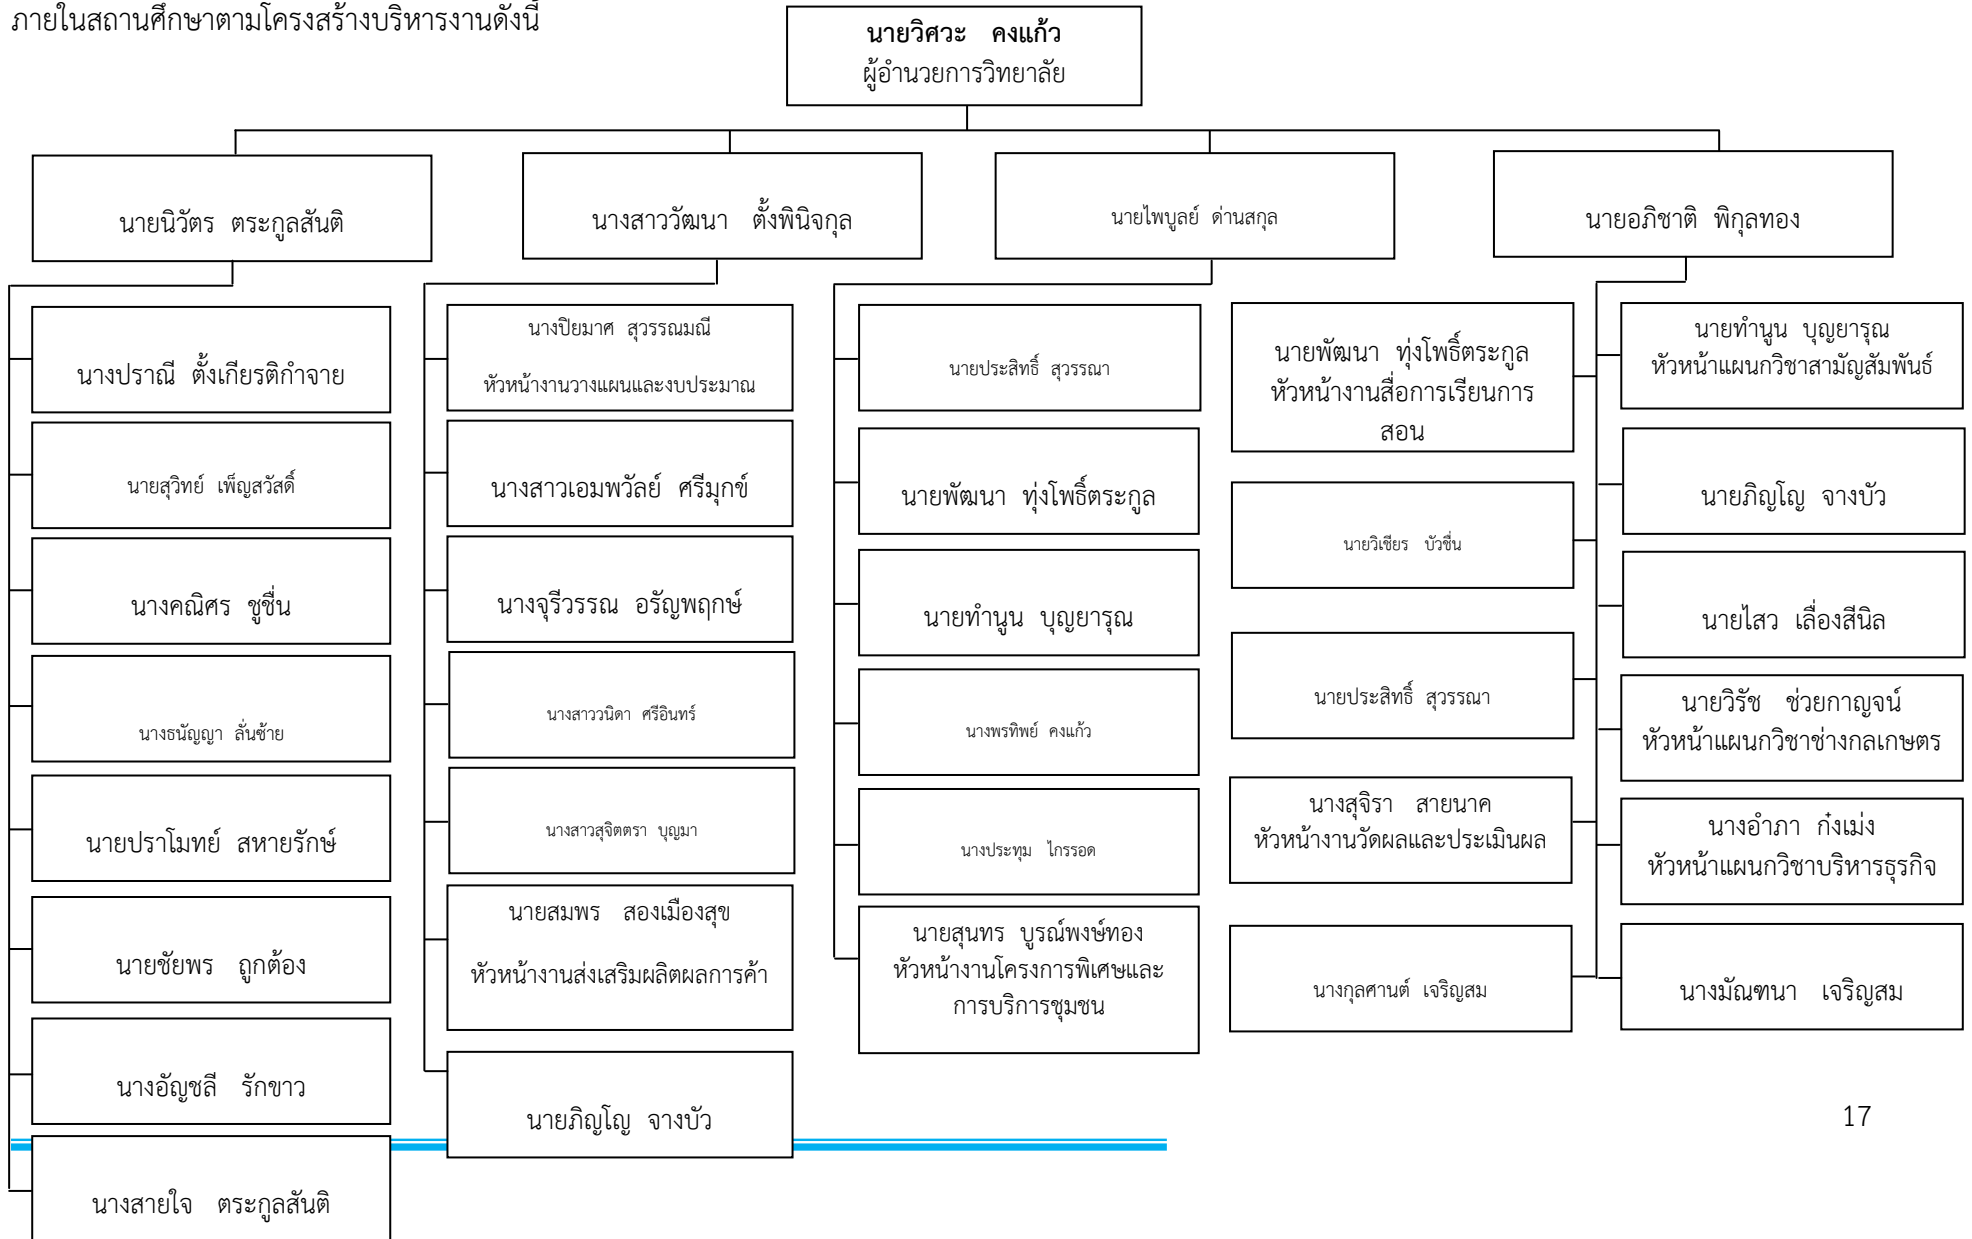 ภายในสถานศึกษาตามโครงสร้างบริหารงานดังนี้
นายวิศวะ คงแก้ว
ผู้อำนวยการวิทยาลัย
นายนิวัตร ตระกูลสันติ
นางสาววัฒนา ตั้งพินิจกุล
นายไพบูลย์ ด่านสกุล
นายอภิชาติ พิกุลทอง
นางปราณี ตั้งเกียรติกำจาย
นายสุวิทย์ เพ็ญสวัสดิ์
นางคณิศร ชูชื่น
นางธนัญญา ลั่นซ้าย
นายปราโมทย์ สหายรักษ์
นายชัยพร ถูกต้อง
นางอัญชลี รักขาว
นางสายใจ ตระกูลสันติ
นางปิยมาศ สุวรรณมณี
หัวหน้างานวางแผนและงบประมาณ
นางสาวเอมพวัลย์ ศรีมุกข์
นางจุรีวรรณ อรัญพฤกษ์
นางสาววนิดา ศรีอินทร์
นางสาวสุจิตตรา บุญมา
นายสมพร สองเมืองสุข
หัวหน้างานส่งเสริมผลิตผลการค้า
นายภิญโญ จางบัว
นายประสิทธิ์ สุวรรณา
นายพัฒนา ทุ่งโพธิ์ตระกูล
นายทำนูน บุญยารุณ
นางพรทิพย์ คงแก้ว
นางประทุม ไกรรอด
นายสุนทร บูรณ์พงษ์ทอง
หัวหน้างานโครงการพิเศษและ
การบริการชุมชน
นายพัฒนา ทุ่งโพธิ์ตระกูล
หัวหน้างานสื่อการเรียนการ
สอน
นายวิเชียร บัวชื่น
นายประสิทธิ์ สุวรรณา
นางสุจิรา สายนาค
หัวหน้างานวัดผลและประเมินผล
นางกุลศานต์ เจริญสม
นายทำนูน บุญยารุณ
หัวหน้าแผนกวิชาสามัญสัมพันธ์
นายภิญโญ จางบัว
นายไสว เลื่องสีนิล
นายวิรัช ช่วยกาญจน์
หัวหน้าแผนกวิชาช่างกลเกษตร
นางอำภา ก๋งเม่ง
หัวหน้าแผนกวิชาบริหารธุรกิจ
นางมัณฑนา เจริญสม
17